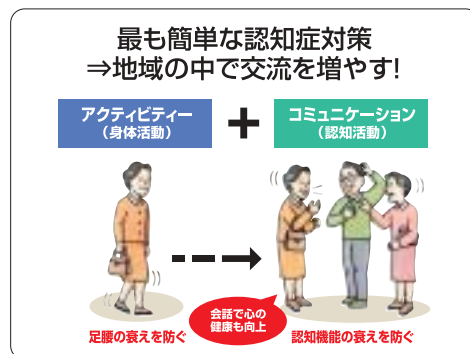 最も簡単な認知症対策
⇒地域の中で交流を増やす!
アクティビティー
（身体活動）
+
コミュニケーション
（認知活動）
会話で心の
健康も向上
足腰の衰えを防ぐ
認知機能の衰えを防ぐ